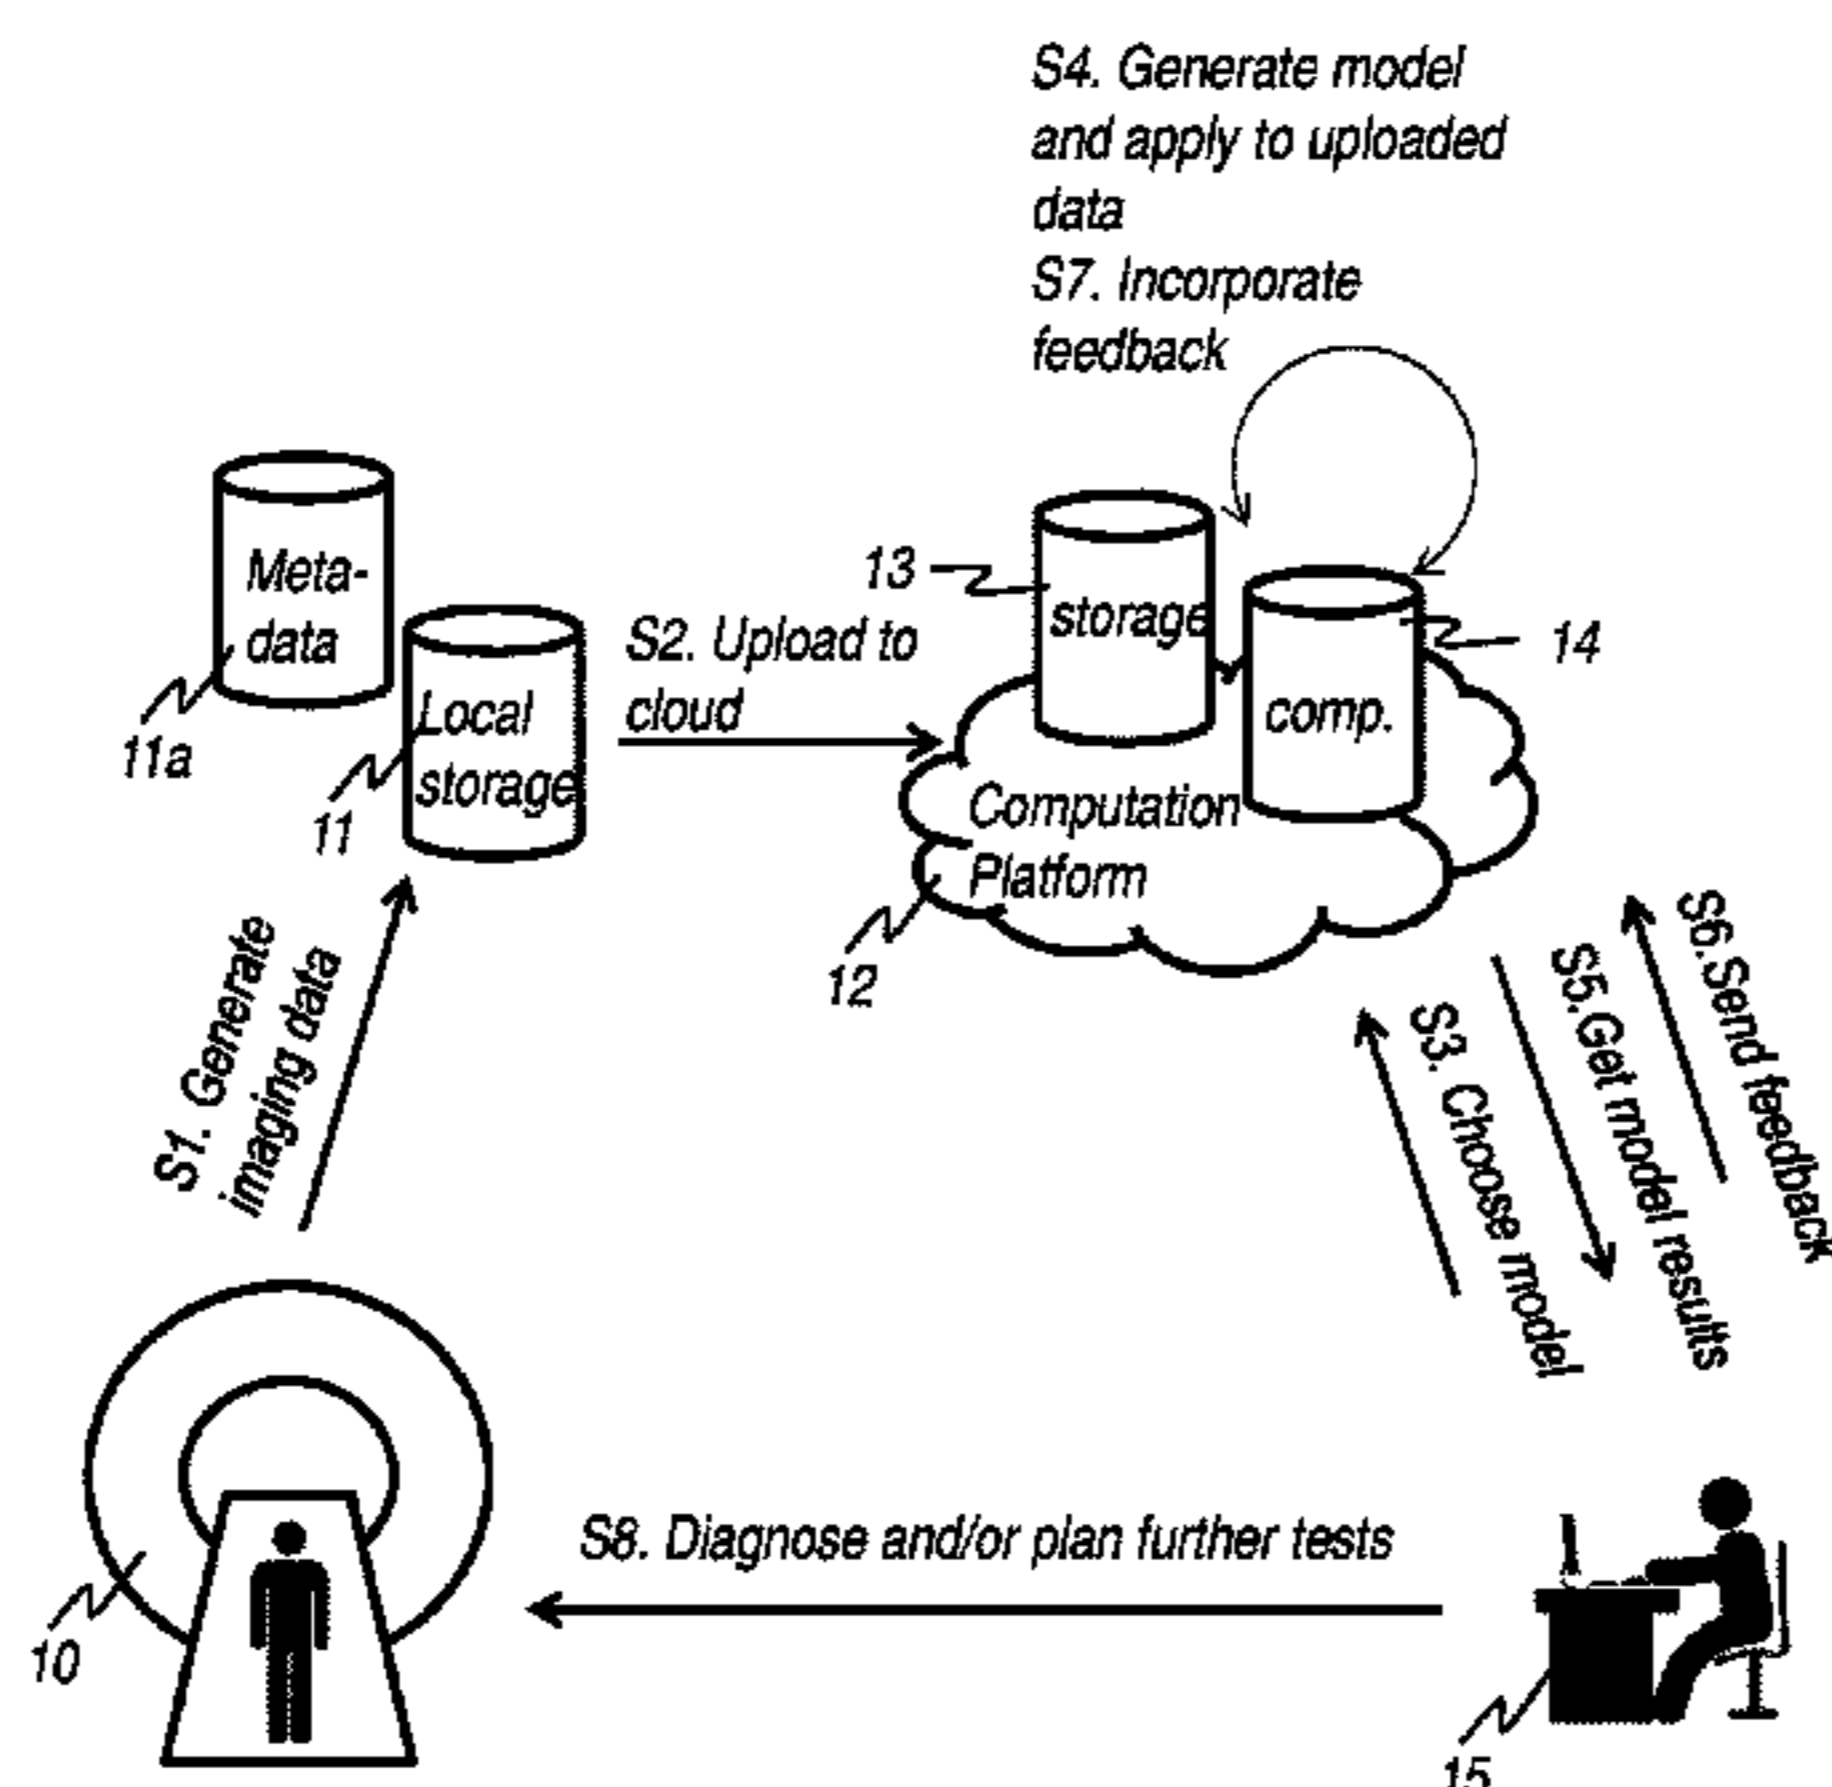 S4. Generate model
and apply to uploaded
data
S7. Incorporate
feedback
Meta-
data
11a
Local
storage
11
S2. Upload to
cloud
13
storage
14
comp.
Computation
Platform
12
S1. Generate
imaging data
S3. Choose model
S5. Get model results
S6. Send feedback
S8. Diagnose and/or plan further tests
10
15